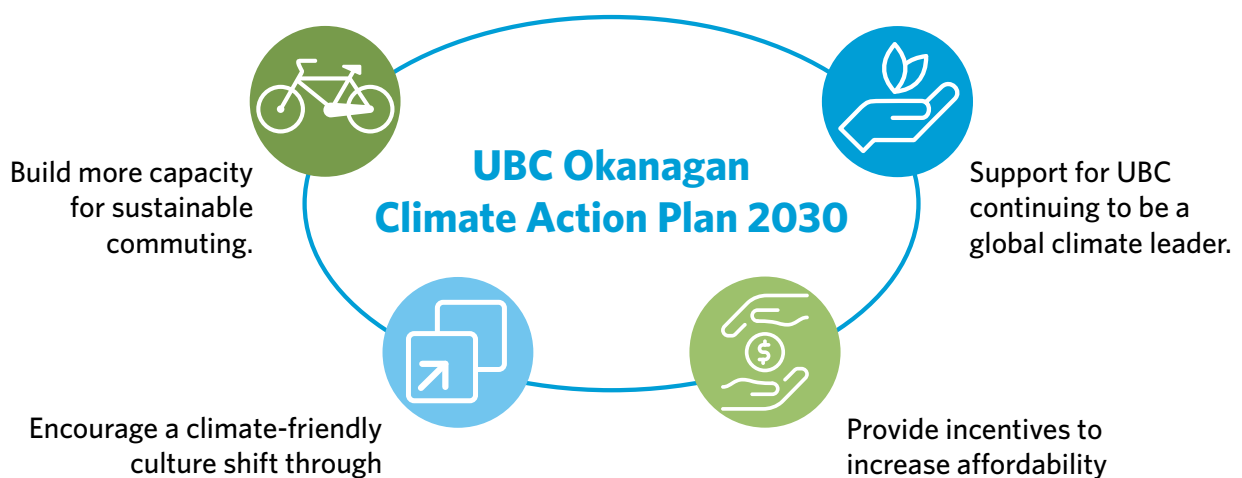 UBC Okanagan
Climate Action Plan 2030
Build more capacity
for sustainable
commuting.
Support for UBC
continuing to be a
global climate leader.
$
Encourage a climate-friendly
culture shift through
Provide incentives to
increase affordability